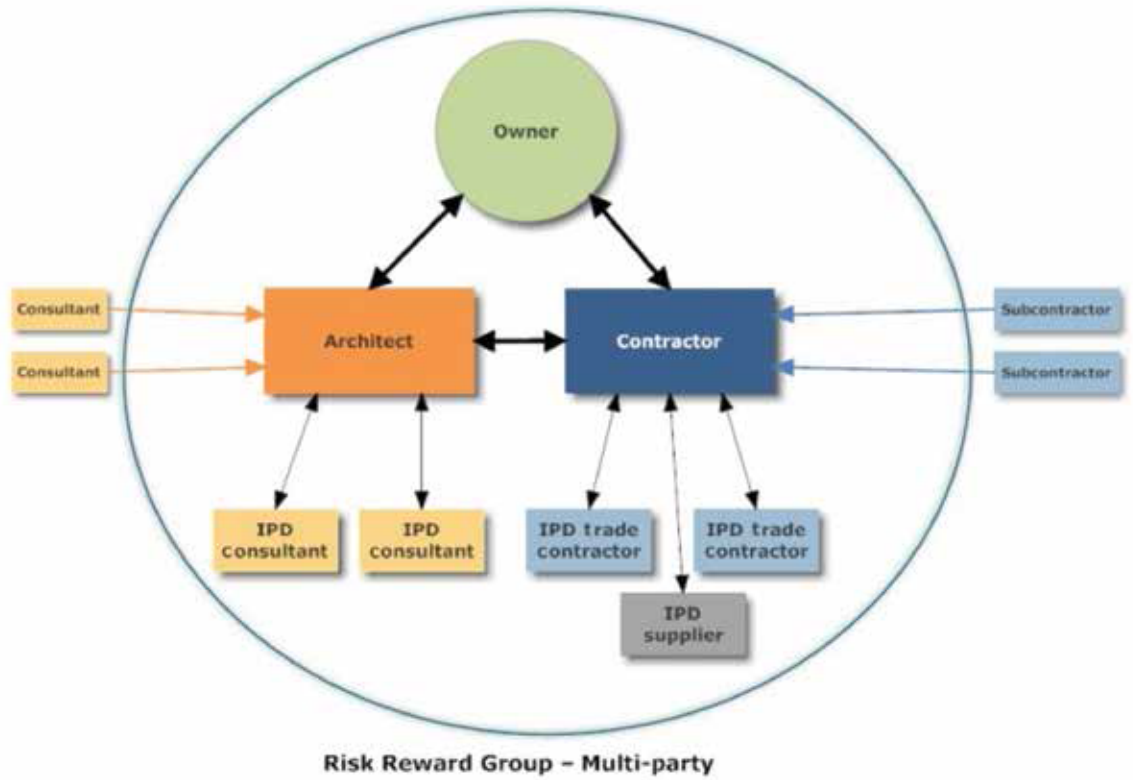 Owner
Consultant
Consultant
Architect
Contractor
Subcontractor
Subcontractor
IPD
consultant
IPD
consultant
IPD trade
contractor
IPD trade
contractor
IPD
supplier
Risk Reward Group – Multi-party